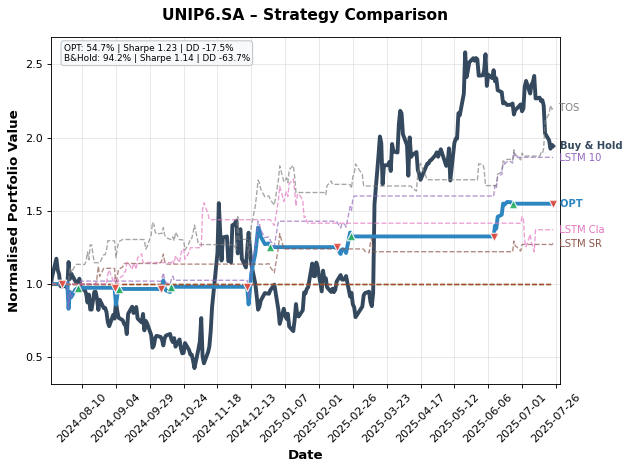 UNIP6.SA – Strategy Comparison
OPT: 54.7% | Sharpe 1.23 | DD -17.5%
B&Hold: 94.2% | Sharpe 1.14 | DD -63.7%
Normalised Portfolio Value
2.5
2.0
1.5
1.0
0.5
TOS
Buy & Hold
LSTM 10
OPT
LSTM Cla
LSTM SR
2024-08-10
2024-09-04
2024-09-29
2024-10-24
2024-11-18
2024-12-13
2025-01-07
2025-02-01
2025-02-26
2025-03-23
2025-04-17
2025-05-12
2025-06-06
2025-07-01
2025-07-26
Date